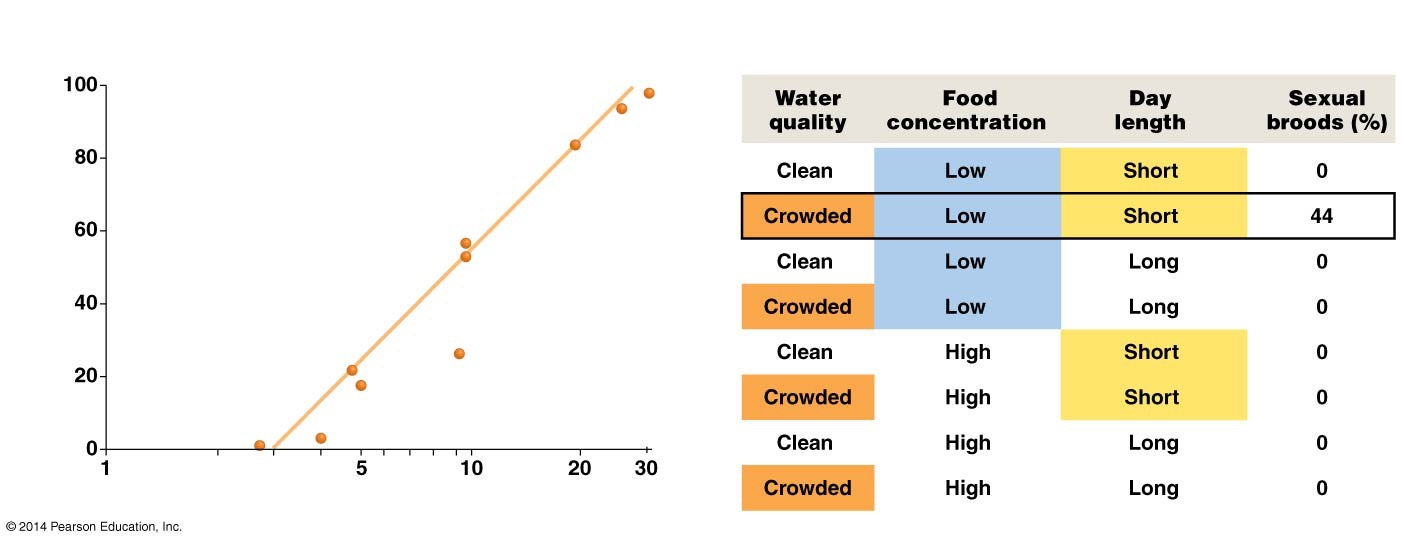 100
80
60
40
20
0
1 5 10 20 30
Water quality Food concentration Day length Sexual broods (%)
Clean Low Short 0
Crowded Low Short 44
Clean Low Long 0
Crowded Low Long 0
Clean High Short 0
Crowded High Short 0
Clean High Long 0
Crowded High Long 0
© 2014 Pearson Education, Inc.